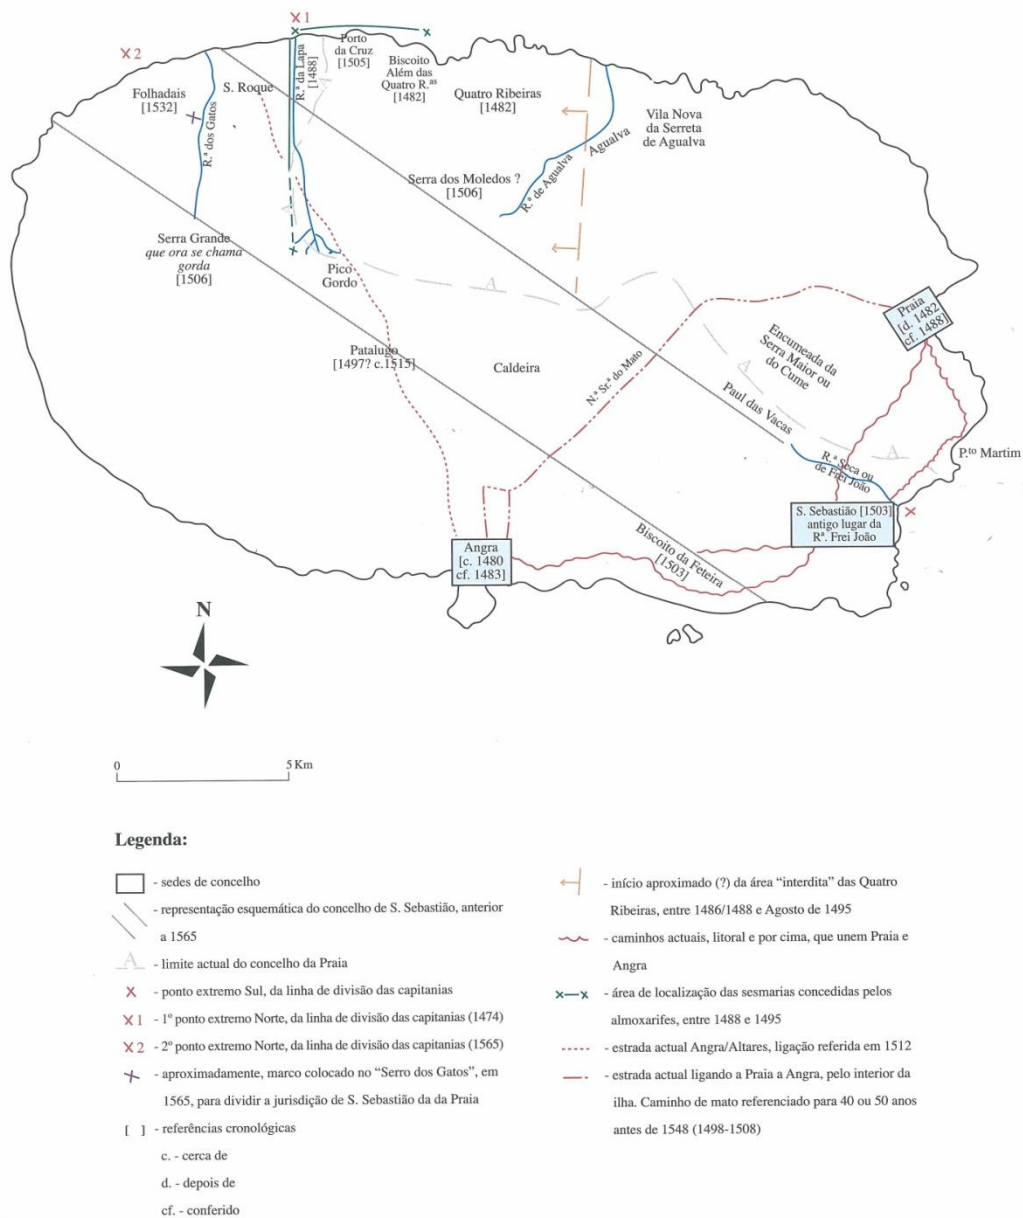 1
2
Porto
da Cruz
[1505]
R.ª da Lapa
[1488]
Biscoito
Além das
Quatro R.as
[1482]
Folhadais
[1532]
S. Roque
Quatro Ribeiras
[1482]
Vila Nova
da Serreta
de Agualva
R.ª dos Gatos
Agualva
R.ª de Agualva
Serra dos Moledos ?
[1506]
A
A
Serra Grande
que ora se chama
gorda
[1506]
Pico
Gordo
A
Praia
[d. 1482
cf. 1488]
Patalugo
[1497? c.1515]
Caldeira
N.ª Sr.ª do Mato
Encumeada da
Serra Maior ou
do Cume
A
Paul das Vacas
A
P.to Martim
R.ª Seca ou
de Frei João
S. Sebastião [1503]
antigo lugar da
Rª. Frei João
Angra
[c. 1480
cf. 1483]
Biscoito da Feteira
[1503]
N
0
5 Km
Legenda:
- sedes de concelho
- representação esquemática do concelho de S. Sebastião, anterior
a 1565
A - limite actual do concelho da Praia
- ponto extremo Sul, da linha de divisão das capitanias
1 - 1º ponto extremo Norte, da linha de divisão das capitanias (1474)
2 - 2º ponto extremo Norte, da linha de divisão das capitanias (1565)
- aproximadamente, marco colocado no “Serro dos Gatos”, em
1565, para dividir a jurisdição de S. Sebastião da da Praia
[ ] - referências cronológicas
c. - cerca de
d. - depois de
cf. - conferido
- início aproximado (?) da área “interdita” das Quatro
Ribeiras, entre 1486/1488 e Agosto de 1495
- caminhos actuais, litoral e por cima, que unem Praia e
Angra
- área de localização das sesmarias concedidas pelos
almoxarifes, entre 1488 e 1495
- estrada actual Angra/Altares, ligação referida em 1512
- estrada actual ligando a Praia a Angra, pelo interior da
ilha. Caminho de mato referenciado para 40 ou 50 anos
antes de 1548 (1498-1508)